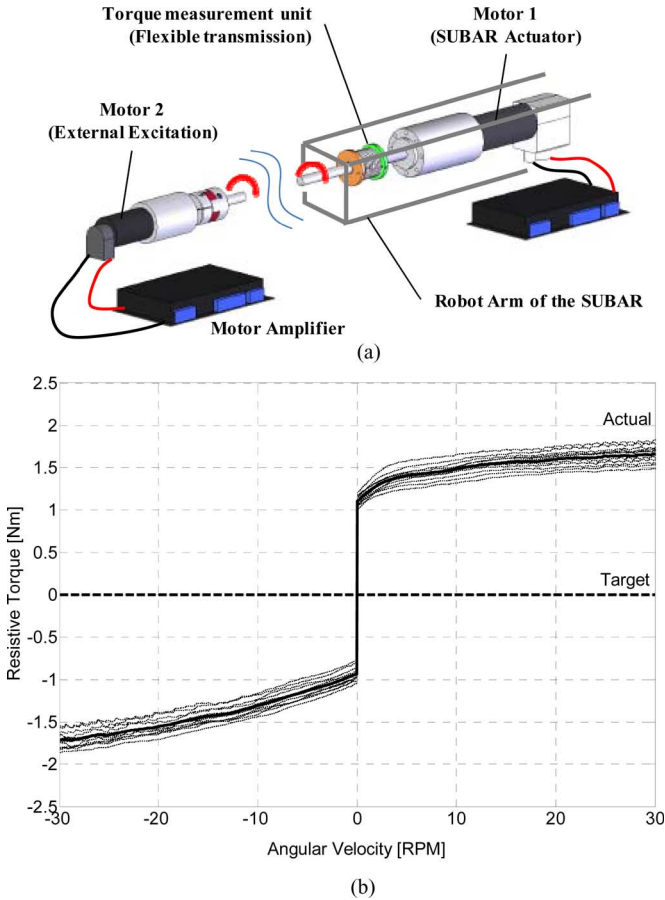 Torque measurement unit
(Flexible transmission)
Motor 1
(SUBAR Actuator)
Motor 2
(External Excitation)
Robot Arm of the SUBAR
Motor Amplifier
(a)
2.5
2
1.5
1
0.5
0
-0.5
-1
-1.5
-2
-2.5
Resistive Torque [Nm]
Actual
Target
-30
-20
-10
0
10
20
30
Angular Velocity [RPM]
(b)